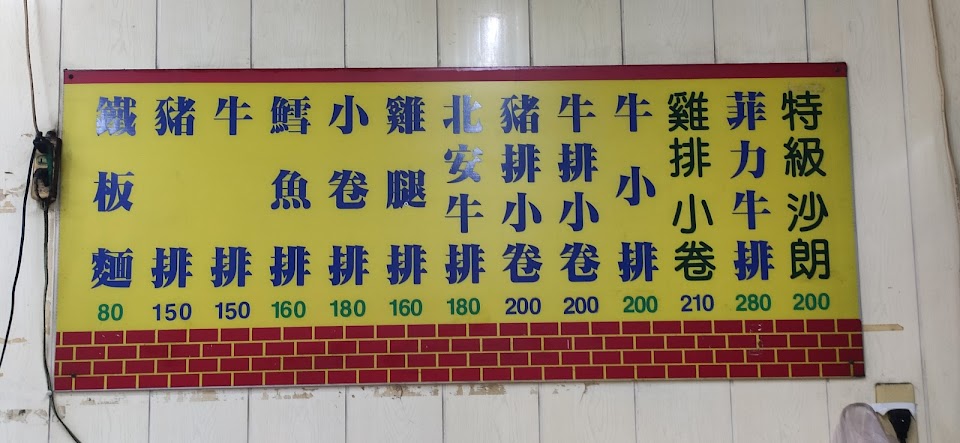 鐵板麵
80
豬排
150
牛排
150
鱈魚排
160
小卷排
180
雞腿排
160
北安牛排
180
豬排小卷
200
牛排小卷
200
牛小排
200
雞排小卷
210
菲力牛排
280
特級沙朗
200